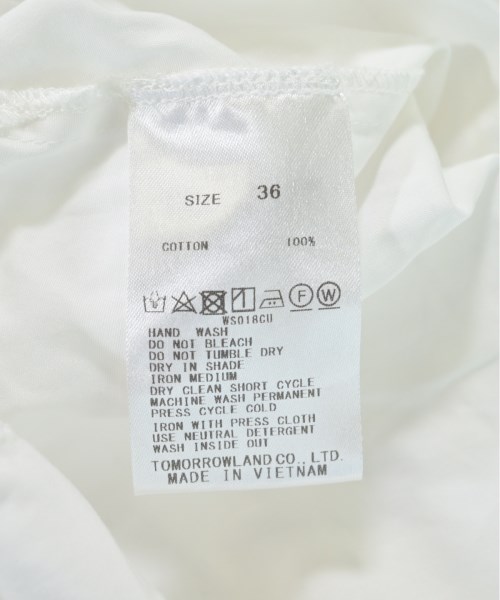 SIZE 36
COTTON 100%
F W
WS018CU
HAND WASH
DO NOT BLEACH
DO NOT TUMBLE DRY
DRY IN SHADE
IRON MEDIUM
DRY CLEAN SHORT CYCLE
MACHINE WASH PERMANENT
PRESS CYCLE COLD
IRON WITH PRESS CLOTH
USE NEUTRAL DETERGENT
WASH INSIDE OUT
TOMORROWLAND CO., LTD.
MADE IN VIETNAM